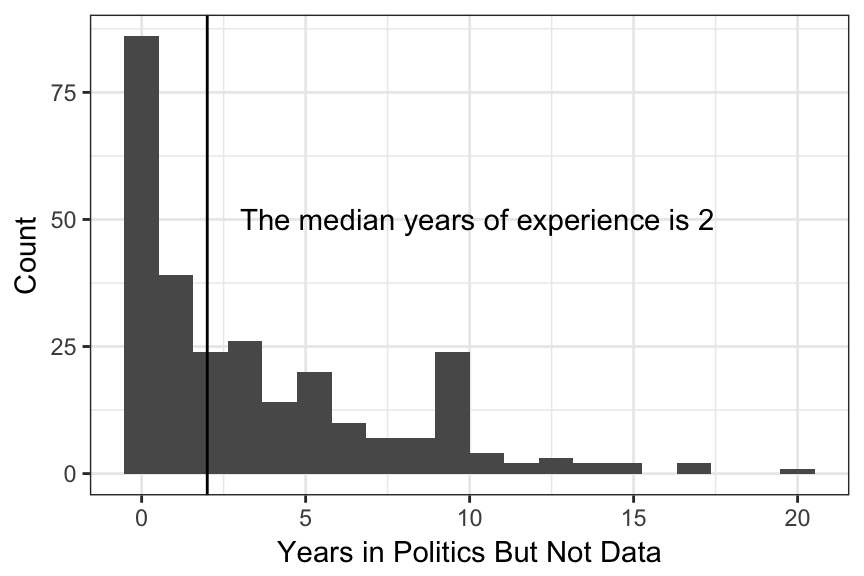 75
50
25
0
Count
The median years of experience is 2
0 5 10 15 20
Years in Politics But Not Data